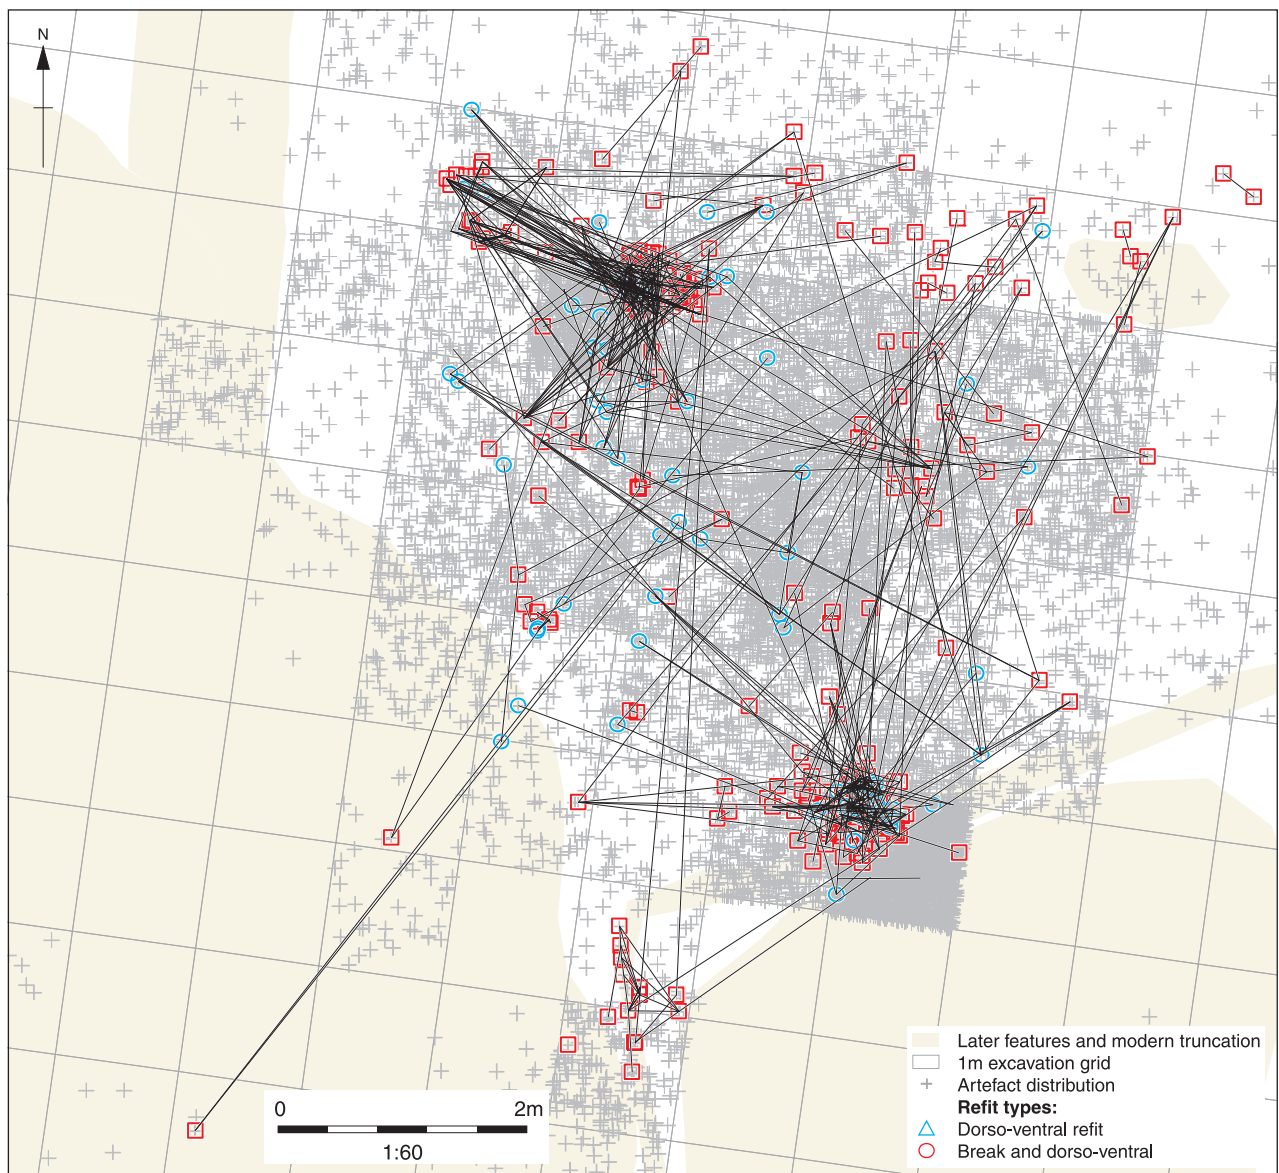 N
Later features and modern truncation
1m excavation grid
Artefact distribution
Refit types:
Dorso-ventral refit
Break and dorso-ventral
0 2m
1:60